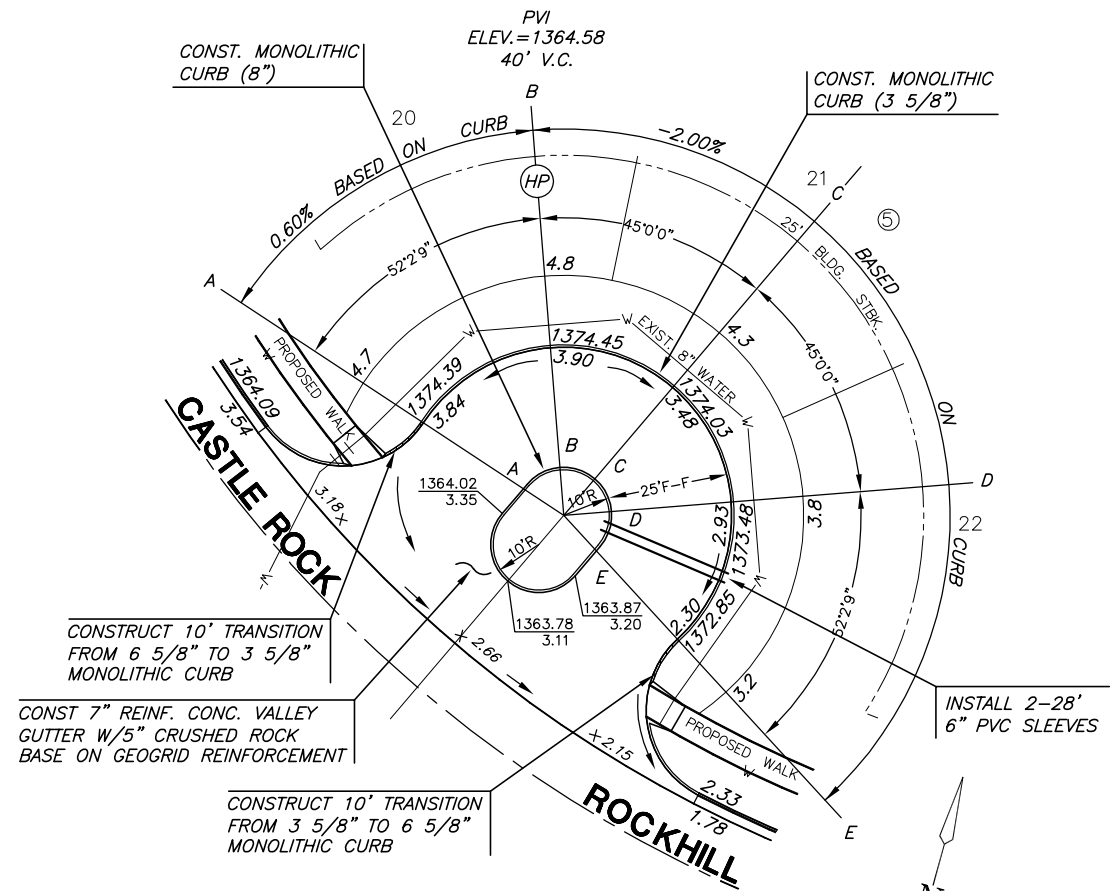 PVI
ELEV.=1364.58
40' V.C.
CONST. MONOLITHIC
CURB (8")
CONST. MONOLITHIC
CURB (3 5/8")
B
20
BASED ON CURB
-2.00%
21
C
5
HP
0.60%
25' BLDG. STBK.
BASED ON CURB
45°0'0"
52°2'9"
A
4.8
4.7
4.3
EXIST. 8" WATER
W
W
W
W
W
W
W
W
PROPOSED WALK
1374.45
3.90
1374.39
3.84
1374.03
3.48
45°0'0"
1364.09
3.54
CASTLE ROCK
3.18 X
B
A
C
1364.02
3.35
10'R
25'F-F
D
D
3.8
22
2.93
1373.48
10'R
E
1363.87
3.20
1363.78
3.11
2.30
1372.85
52°2'9"
CONSTRUCT 10' TRANSITION
FROM 6 5/8" TO 3 5/8"
MONOLITHIC CURB
X 2.66
3.2
CONST 7" REINF. CONC. VALLEY
GUTTER W/5" CRUSHED ROCK
BASE ON GEOGRID REINFORCEMENT
INSTALL 2-28'
6" PVC SLEEVES
X 2.15
PROPOSED WALK
CONSTRUCT 10' TRANSITION
FROM 3 5/8" TO 6 5/8"
MONOLITHIC CURB
ROCKHILL
2.33
1.78
E
N